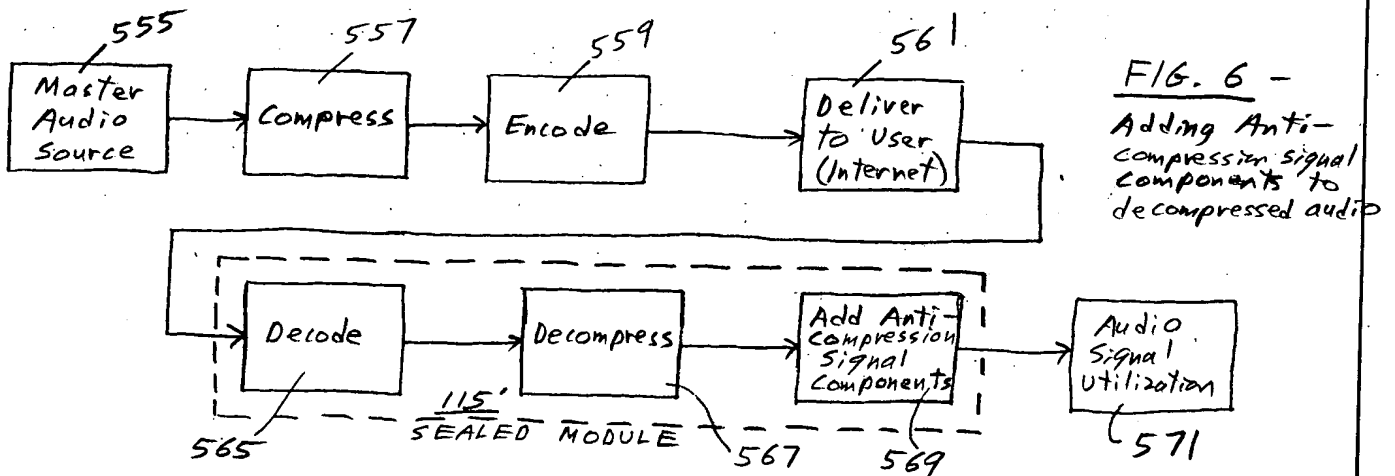 555
557
559
561
Master
Audio
Source
Compress
Encode
Deliver
to User
(Internet)
FIG. 6 -
Adding Anti-
compression signal
components to
decompressed audio
Decode
Decompress
Add Anti-
compression
Signal
Components
Audio
Signal
Utilization
115'
SEALED MODULE
565
567
569
571